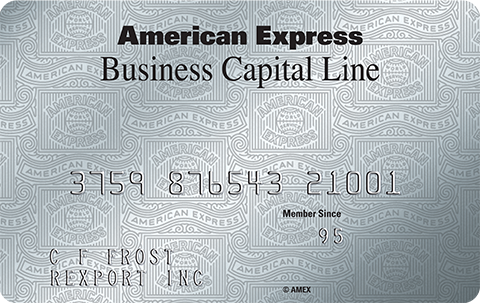 American Express
Business Capital Line
3759 876543 21001
Member Since
95
C F FROST
REXPORT INC
© AMEX